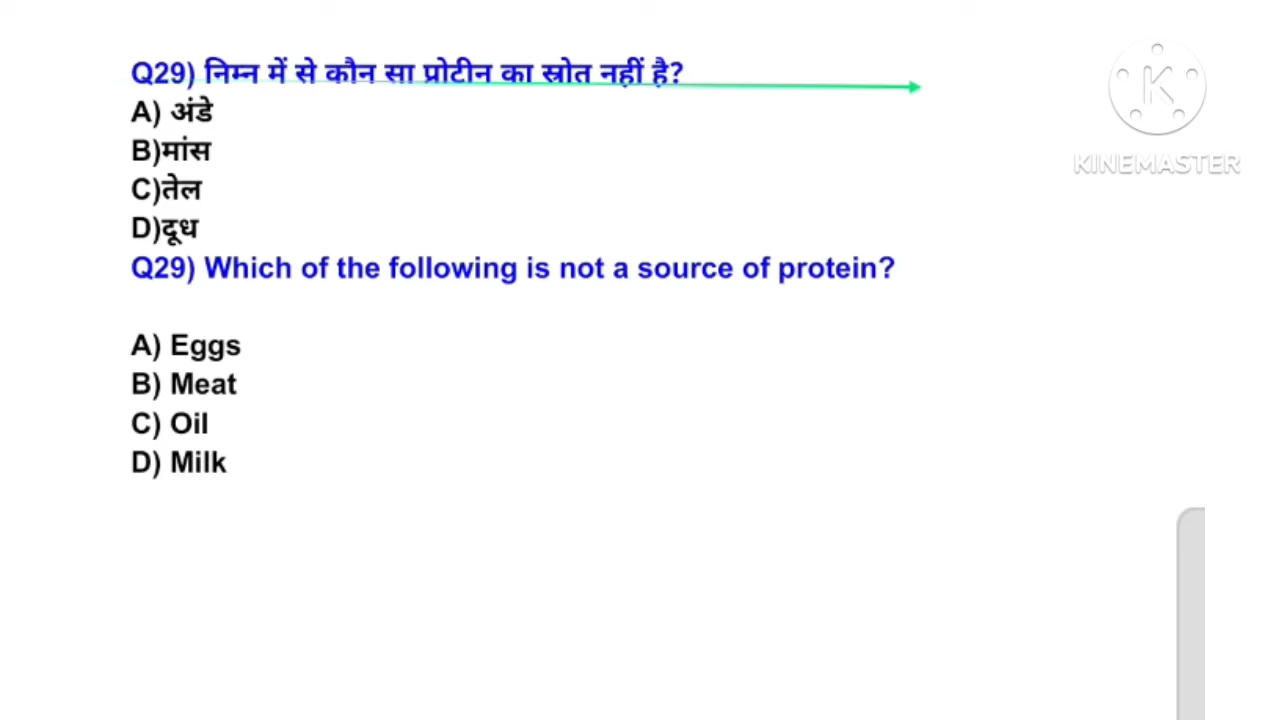 Q29) निम्न में से कौन सा प्रोटीन का स्रोत नहीं है?
A) अंडे
B)मांस
C)तेल
D)दूध
Q29) Which of the following is not a source of protein?
A) Eggs
B) Meat
C) Oil
D) Milk
K
KINEMASTER